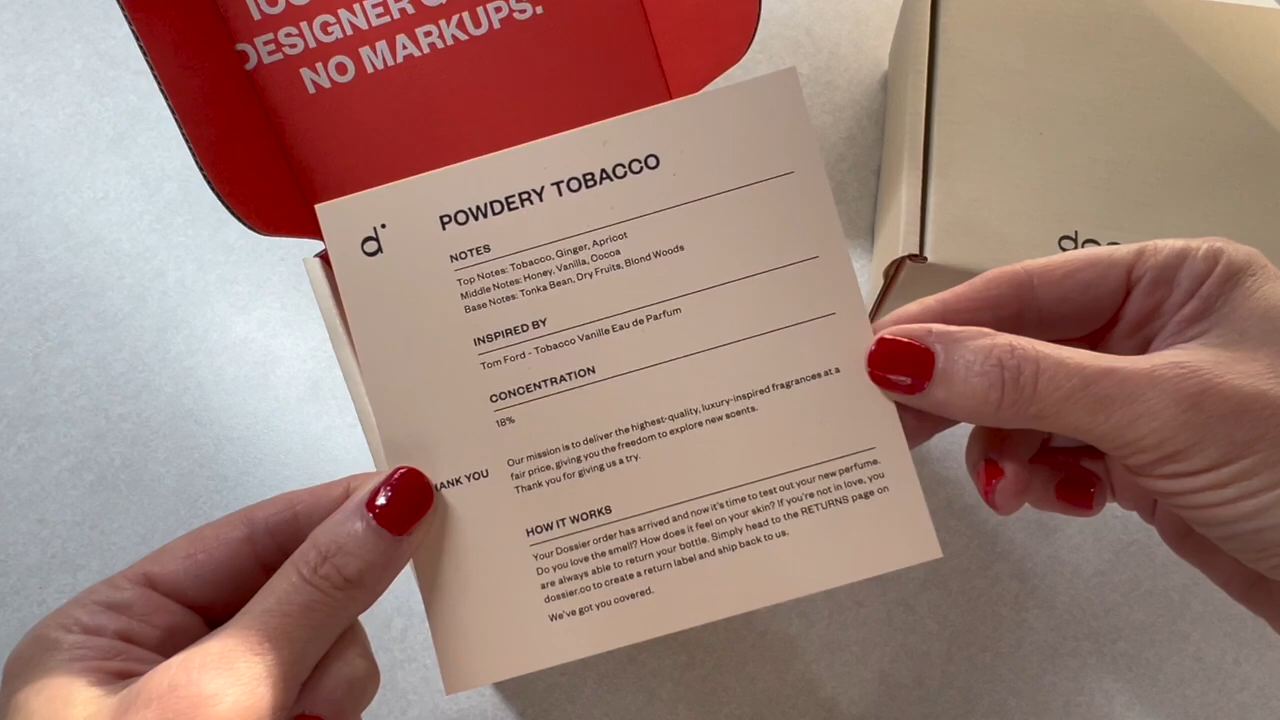 DESIGNER
NO MARKUPS.
d
POWDERY TOBACCO
NOTES
Top Notes: Tobacco, Ginger, Apricot
Middle Notes: Honey, Vanilla, Cocoa
Base Notes: Tonka Bean, Dry Fruits, Blond Woods
INSPIRED BY
Tom Ford - Tobacco Vanille Eau de Parfum
CONCENTRATION
18%
YOU
Our mission is to deliver the highest-quality, luxury-inspired fragrances at a
fair price, giving you the freedom to explore new scents.
Thank you for giving us a try.
HOW IT WORKS
Your Dossier order has arrived and now it's time to test out your new perfume.
Do you love the smell? How does it feel on your skin? If you're not in love, you
are always able to return your bottle. Simply head to the RETURNS page on
dossier.co to create a return label and ship back to us.
We've got you covered.